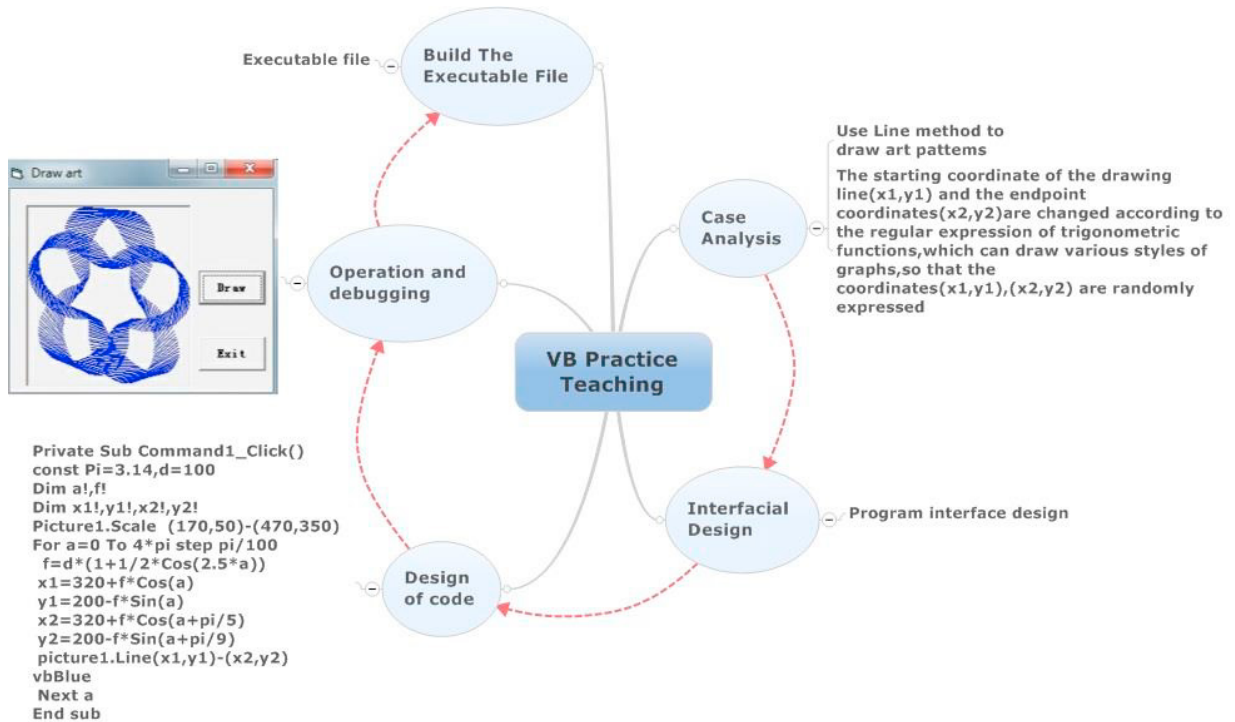 Executable file
Build The
Executable File
Use Line method to
draw art pattems
The starting coordinate of the drawing
line(x1,y1) and the endpoint
coordinates(x2,y2)are changed according to
the regular expression of trigonometric
functions,which can draw various styles of
graphs,so that the
coordinates(x1,y1),(x2,y2) are randomly
expressed
Case
Analysis
Draw art
Draw
Exit
Operation and
debugging
VB Practice
Teaching
Interfacial
Design
Program interface design
Design
of code
Private Sub Command1_Click()
const Pi=3.14,d=100
Dim a!,f!
Dim x1!,y1!,x2!,y2!
Picture1.Scale (170,50)-(470,350)
For a=0 To 4*pi step pi/100
f=d*(1+1/2*Cos(2.5*a))
x1=320+f*Cos(a)
y1=200-f*Sin(a)
x2=320+f*Cos(a+pi/5)
y2=200-f*Sin(a+pi/9)
picture1.Line(x1,y1)-(x2,y2)
vbBlue
Next a
End sub